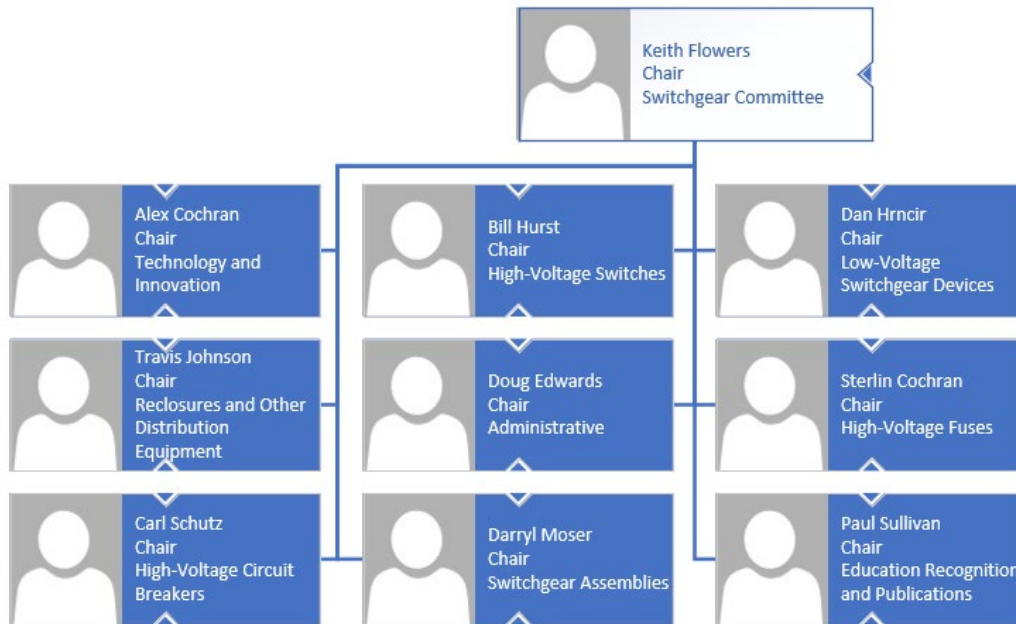 Keith Flowers
Chair
Switchgear Committee
Alex Cochran
Chair
Technology and
Innovation
Bill Hurst
Chair
High-Voltage Switches
Dan Hrncir
Chair
Low-Voltage
Switchgear Devices
Travis Johnson
Chair
Reclosures and Other
Distribution
Equipment
Doug Edwards
Chair
Administrative
Sterlin Cochran
Chair
High-Voltage Fuses
Carl Schutz
Chair
High-Voltage Circuit
Breakers
Darryl Moser
Chair
Switchgear Assemblies
Paul Sullivan
Chair
Education Recognition
and Publications